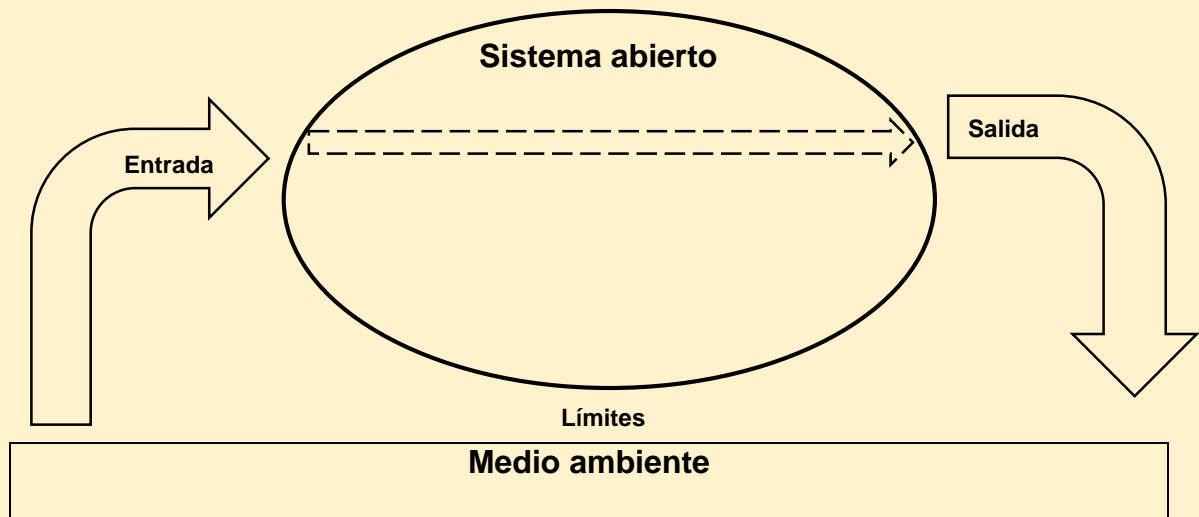 Sistema abierto
Entrada
Salida
Límites
Medio ambiente